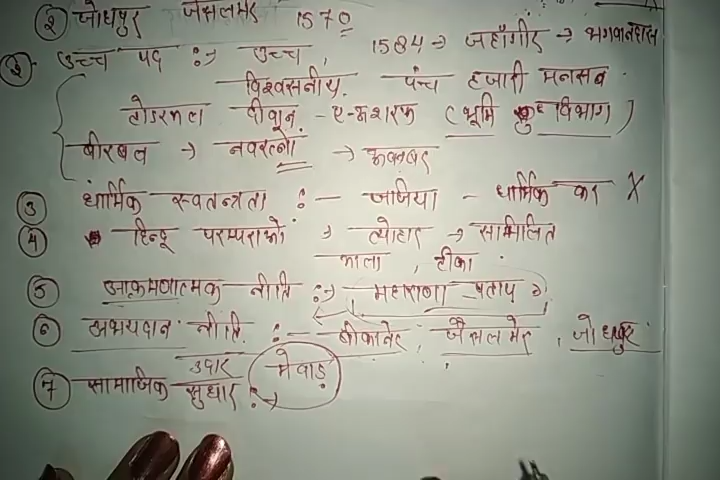 ② जोधपुर जैसलमेर 1570
③ उच्च पद :→ उच्च, 1584 → जहाँगीर → भगवानदास
विश्वसनीय. पंच हजारी मनसब.
टोडरमल दीवान-ए-अशरफ (भूमि विभाग)
बीरबल → नवरत्नों → अकबर
③ धार्मिक स्वतन्त्रता :— जजिया - धार्मिक कर X
④ हिन्दू परम्पराओं → त्योहार → सामिलित
माला, टीका.
⑤ आक्रमणात्मक नीति :→ महाराणा प्रताप
⑥ अभयदान नीति. :— बीकानेर, जैसलमेर, जोधपुर
उदार मेवाड़
⑦ सामाजिक सुधार :→